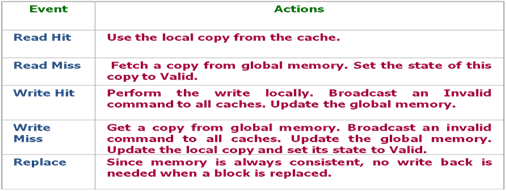 Event Actions
Read Hit Use the local copy from the cache.
Read Miss Fetch a copy from global memory. Set the state of this
copy to Valid.
Write Hit Perform the write locally. Broadcast an Invalid
command to all caches. Update the global memory.
Write Get a copy from global memory. Broadcast an invalid
Miss command to all caches. Update the global memory.
Update the local copy and set its state to Valid.
Replace Since memory is always consistent, no write back is
needed when a block is replaced.